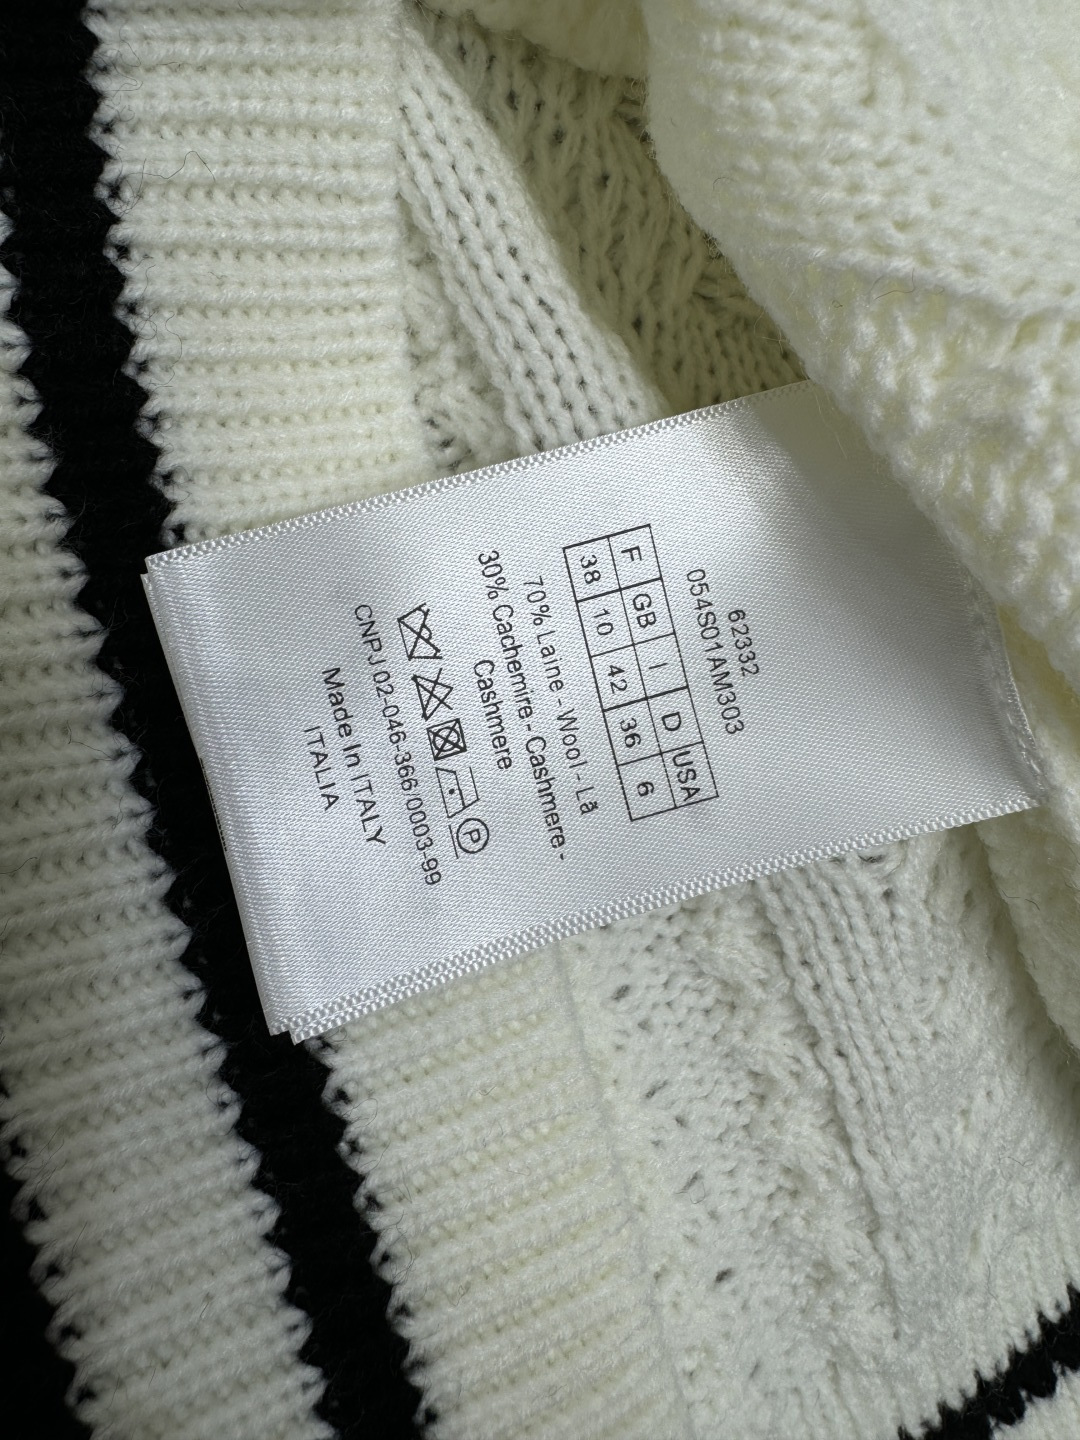 62332
054S01AM303
F GB I D USA
38 10 42 36 6
70% Laine - Wool - Lã
30% Cachemire - Cashmere -
Cashmere
P
CNPJ 02-046-366/0003-99
Made In ITALY
ITALIA